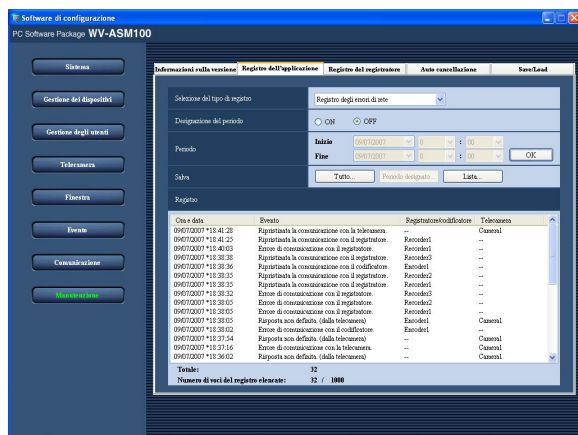 Software di configurazione
PC Software Package WV-ASM100
Sistema
Gestione dei dispositivi
Gestione degli utenti
Telecamera
Finestra
Evento
Comunicazione
Manutenzione
Informazioni sulla versione Registro dell'applicazione Registro del registratore Auto cancellazione Save/Load
Selezione del tipo di registro Registro degli errori di rete
Designazione del periodo ON OFF
Periodo
Inizio 09/07/2007 0 : 00
Fine 09/07/2007 0 : 00 OK
Salva Tutto... Periodo designato... Lista...
Registro
Ora e data Evento Registratore/codificatore Telecamera
09/07/2007 *18:41:28 Ripristinata la comunicazione con la telecamera. -- Camera1
09/07/2007 *18:41:25 Ripristinata la comunicazione con il registratore. Recorder1 --
09/07/2007 *18:40:03 Errore di comunicazione con il registratore. Recorder1 --
09/07/2007 *18:38:38 Ripristinata la comunicazione con il registratore. Recorder3 --
09/07/2007 *18:38:36 Ripristinata la comunicazione con il codificatore. Encoder1 --
09/07/2007 *18:38:35 Ripristinata la comunicazione con il registratore. Recorder2 --
09/07/2007 *18:38:35 Ripristinata la comunicazione con il registratore. Recorder1 --
09/07/2007 *18:38:32 Errore di comunicazione con il registratore. Recorder3 --
09/07/2007 *18:38:05 Errore di comunicazione con il registratore. Recorder2 --
09/07/2007 *18:38:05 Errore di comunicazione con il registratore. Recorder1 --
09/07/2007 *18:38:05 Risposta non definita. (dalla telecamera) Encoder1 Camera1
09/07/2007 *18:38:02 Errore di comunicazione con il codificatore. Encoder1 --
09/07/2007 *18:37:54 Risposta non definita. (dalla telecamera) -- Camera1
09/07/2007 *18:37:16 Errore di comunicazione con la telecamera. -- Camera1
09/07/2007 *18:36:02 Risposta non definita. (dalla telecamera) -- Camera1
Totale: 32
Numero di voci del registro elencate: 32 / 1000